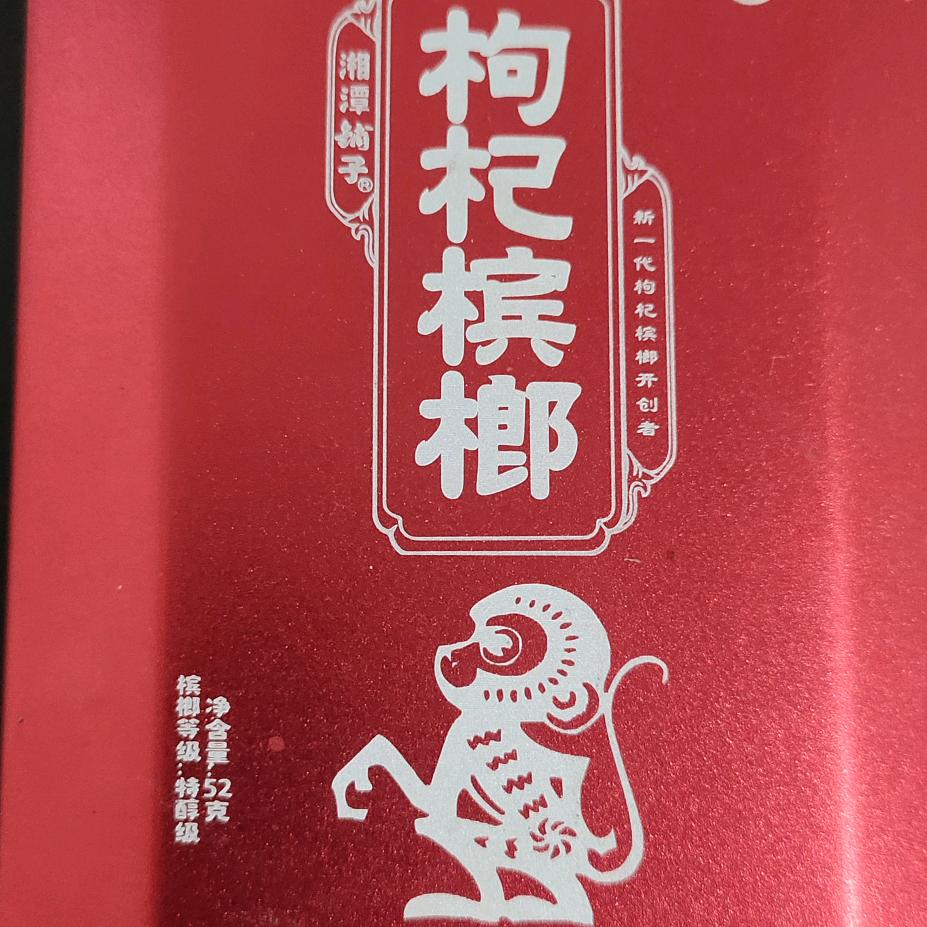 湘潭铺子®
枸杞槟榔
新一代枸杞槟榔开创者
净含量:52克
槟榔等级:特醇级